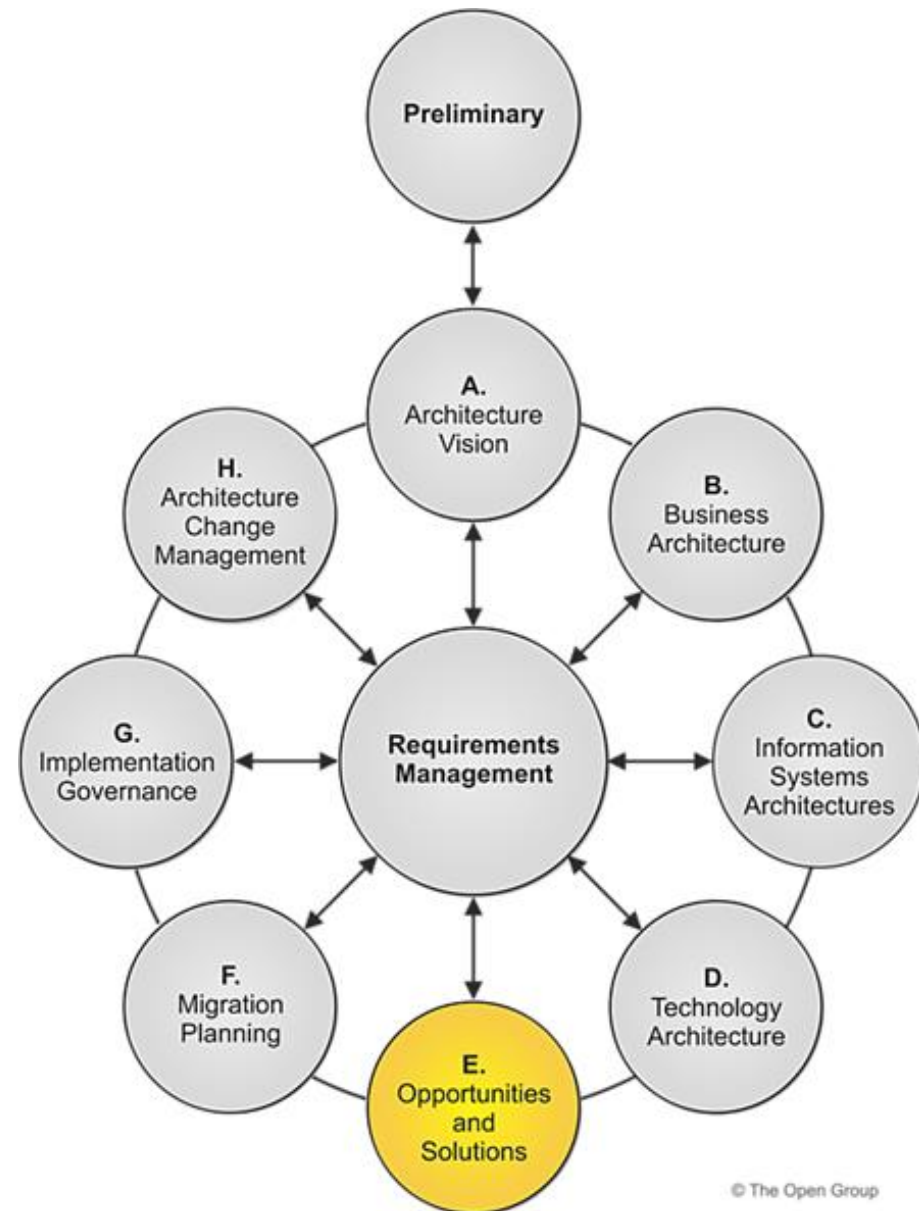 Preliminary
A.
Architecture
Vision
B.
Business
Architecture
C.
Information
Systems
Architectures
D.
Technology
Architecture
E.
Opportunities
and
Solutions
F.
Migration
Planning
G.
Implementation
Governance
H.
Architecture
Change
Management
Requirements
Management
© The Open Group